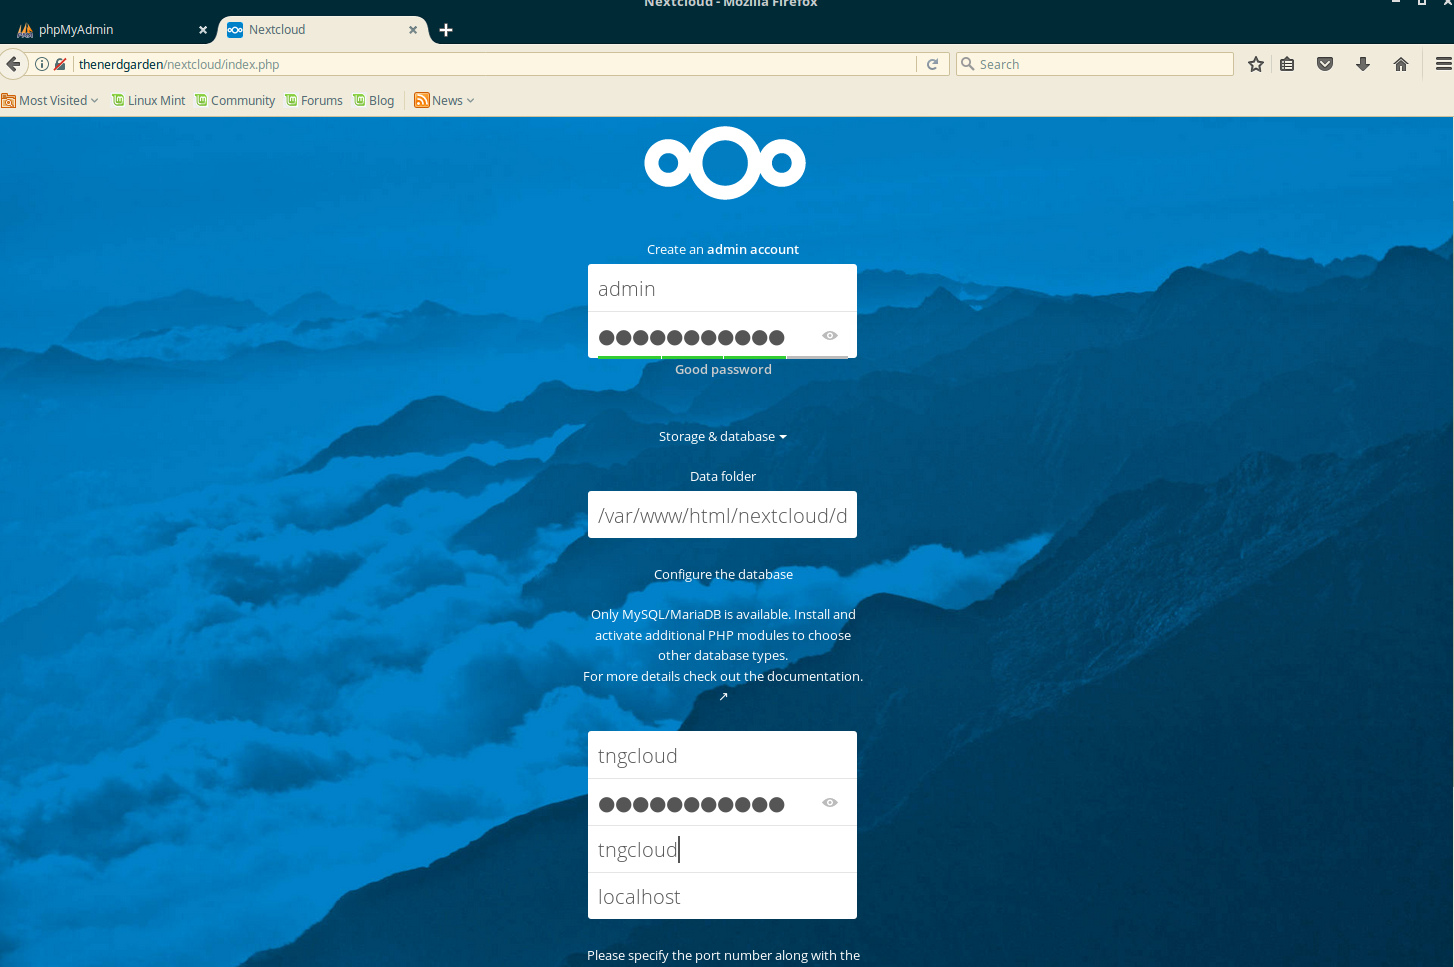 Nextcloud - Mozilla Firefox
phpMyAdmin
Nextcloud
thenerdgarden/nextcloud/index.php
Search
Most Visited
Linux Mint
Community
Forums
Blog
News
Create an admin account
admin
Good password
Storage & database
Data folder
/var/www/html/nextcloud/d
Configure the database
Only MySQL/MariaDB is available. Install and
activate additional PHP modules to choose
other database types.
For more details check out the documentation.
↗
tngcloud
tngcloud
localhost
Please specify the port number along with the